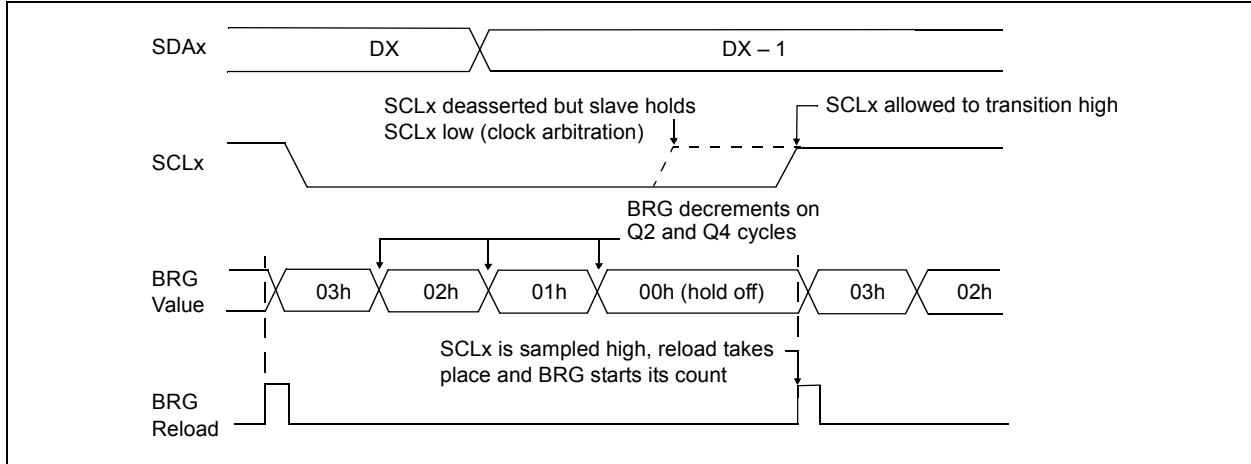 SDAx
DX
DX – 1
SCLx deasserted but slave holds
SCLx low (clock arbitration)
SCLx allowed to transition high
SCLx
BRG decrements on
Q2 and Q4 cycles
BRG
Value
03h
02h
01h
00h (hold off)
03h
02h
SCLx is sampled high, reload takes
place and BRG starts its count
BRG
Reload